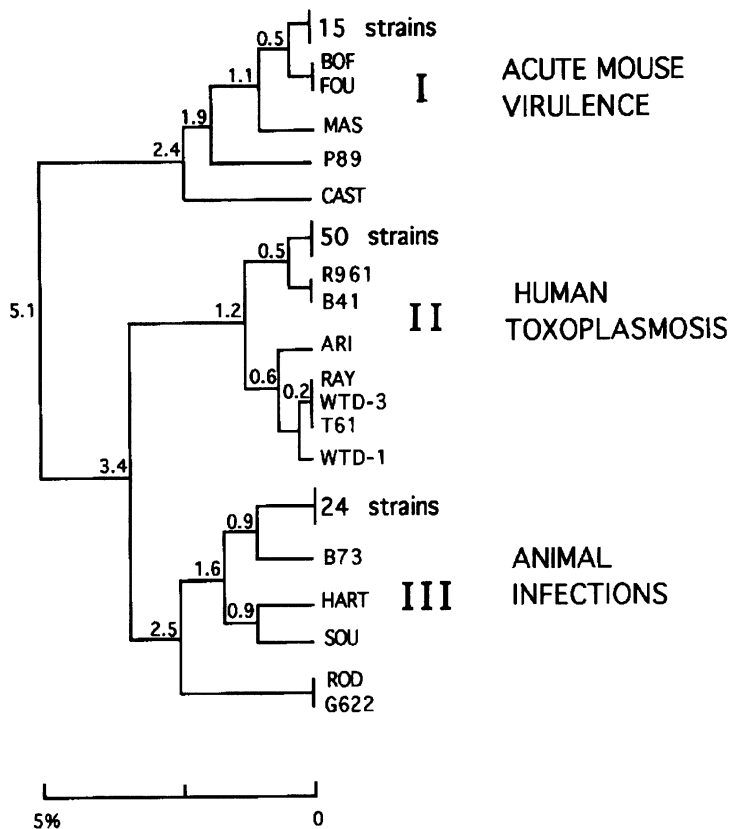 15 strains
0.5
BOF
FOU
1.1
I
ACUTE MOUSE
VIRULENCE
MAS
1.9
P89
2.4
CAST
50 strains
0.5
R961
B41
5.1
1.2
II
HUMAN
TOXOPLASMOSIS
ARI
0.6
RAY
0.2
WTD-3
T61
WTD-1
3.4
24 strains
0.9
B73
1.6
III
ANIMAL
INFECTIONS
HART
0.9
SOU
2.5
ROD
G622
5%
0